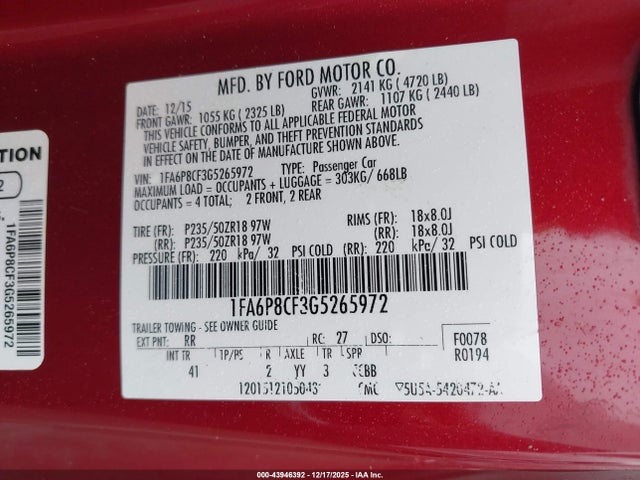 MFD. BY FORD MOTOR CO.
DATE: 12/15 GVWR: 2141 KG ( 4720 LB)
FRONT GAWR: 1055 KG ( 2325 LB) REAR GAWR: 1107 KG ( 2440 LB)
THIS VEHICLE CONFORMS TO ALL APPLICABLE FEDERAL MOTOR
VEHICLE SAFETY, BUMPER, AND THEFT PREVENTION STANDARDS
IN EFFECT ON THE DATE OF MANUFACTURE SHOWN ABOVE.
VIN: 1FA6P8CF3G5265972 TYPE: Passenger Car
MAXIMUM LOAD = OCCUPANTS + LUGGAGE = 303KG/ 668LB
OCCUPANTS = 4 TOTAL; 2 FRONT, 2 REAR
TIRE (FR): P235/50ZR18 97W RIMS (FR): 18x8.0J
(RR): P235/50ZR18 97W (RR): 18x8.0J
PRESSURE (FR): 220 kPa/ 32 PSI COLD (RR): 220 kPa/ 32 PSI COLD
1FA6P8CF3G5265972
TRAILER TOWING - SEE OWNER GUIDE
EXT PNT: RR RC: 27 DSO: F0078
INT TR TP/PS R AXLE TR SPR R0194
41 2 YY 3
TION
2
1FA6P8CF3G5265972
000-43946392 - 12/17/2025 - IAAI.COM